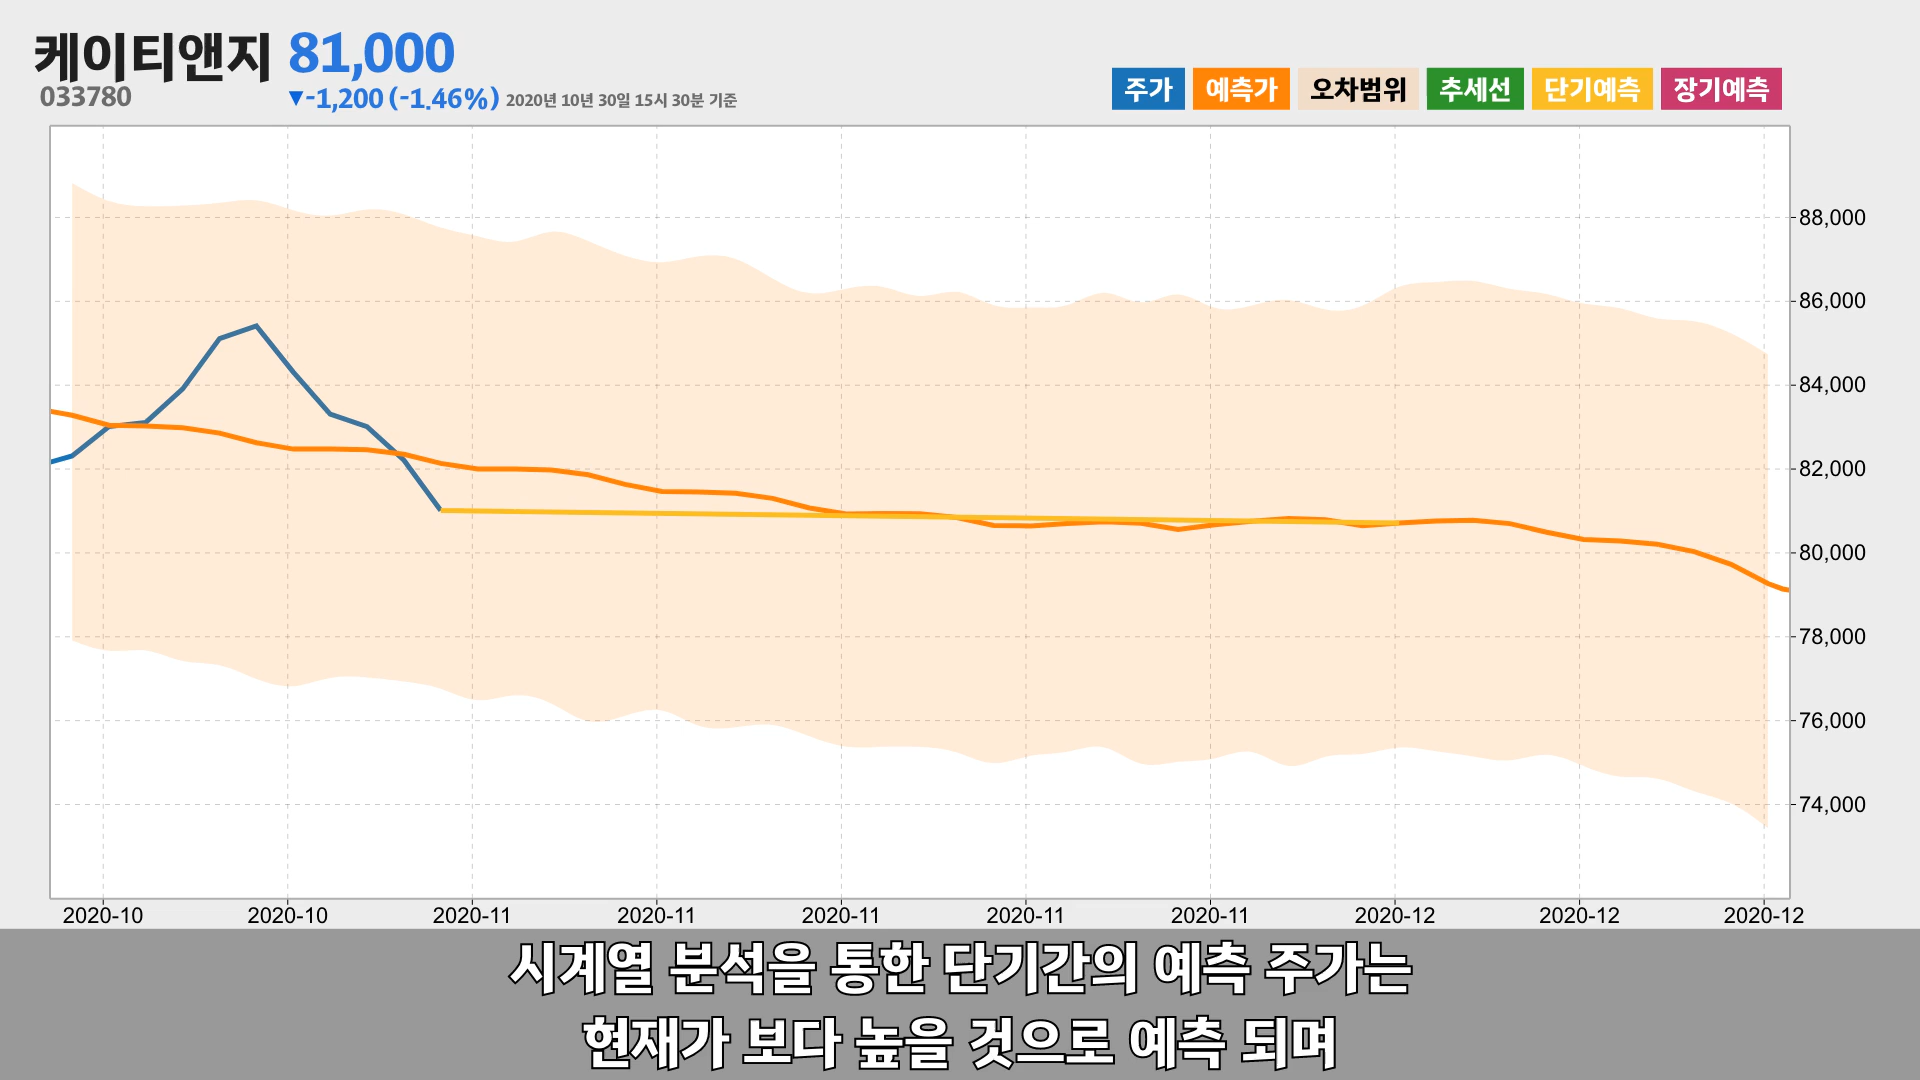 케이티앤지 81,000
033780 ▼-1,200 (-1.46%) 2020년 10년 30일 15시 30분 기준
주가 예측가 오차범위 추세선 단기예측 장기예측
88,000
86,000
84,000
82,000
80,000
78,000
76,000
74,000
2020-10 2020-10 2020-11 2020-11 2020-11 2020-11 2020-11 2020-12 2020-12 2020-12
시계열 분석을 통한 단기간의 예측 주가는
현재가 보다 높을 것으로 예측 되며